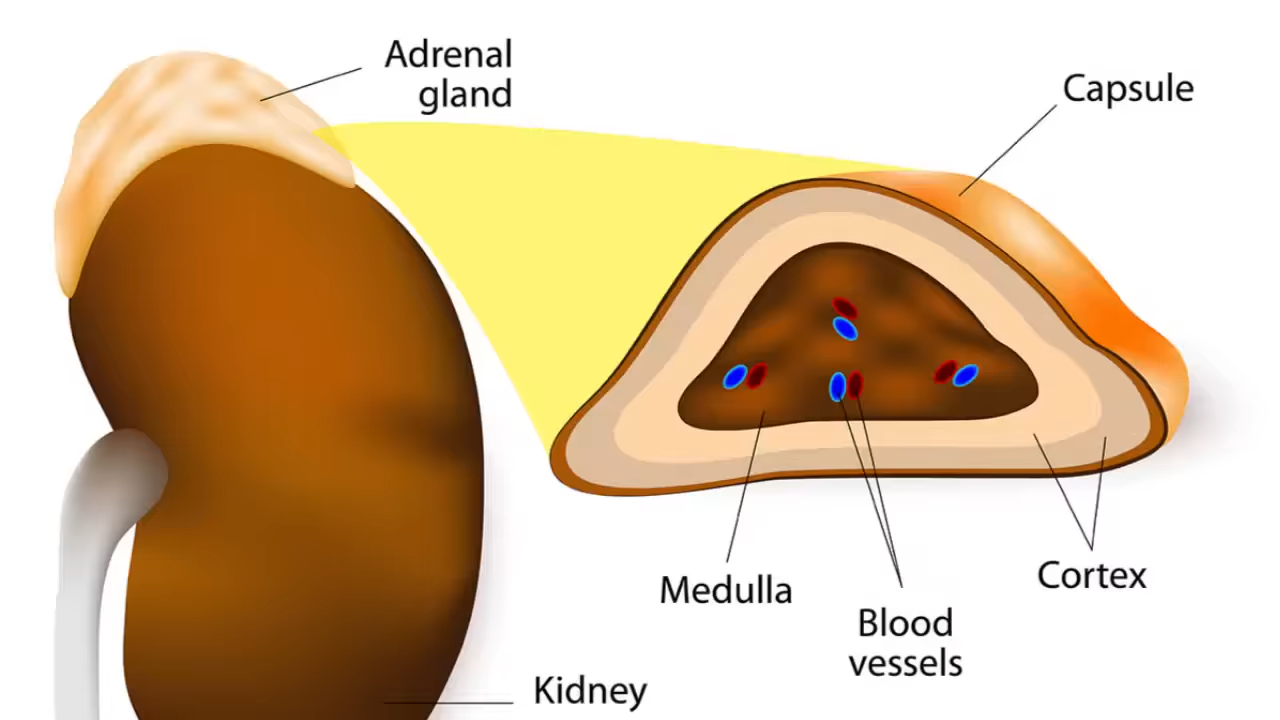 Adrenal
gland
Capsule
Medulla
Blood
vessels
Cortex
Kidney